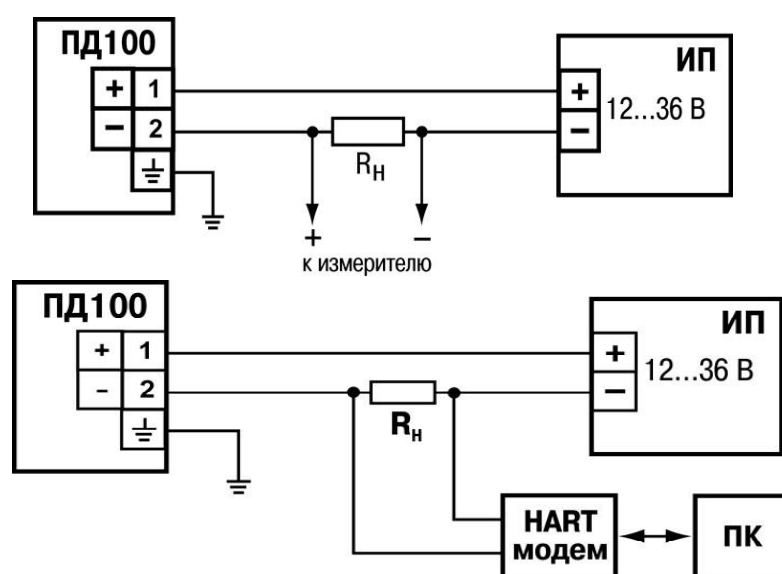 ПД100
ИП
+ 1
+
12...36 В
− 2
−
Rн
+ −
к измерителю
ПД100
ИП
+ 1
+
12...36 В
- 2
−
Rн
HART
модем
ПК